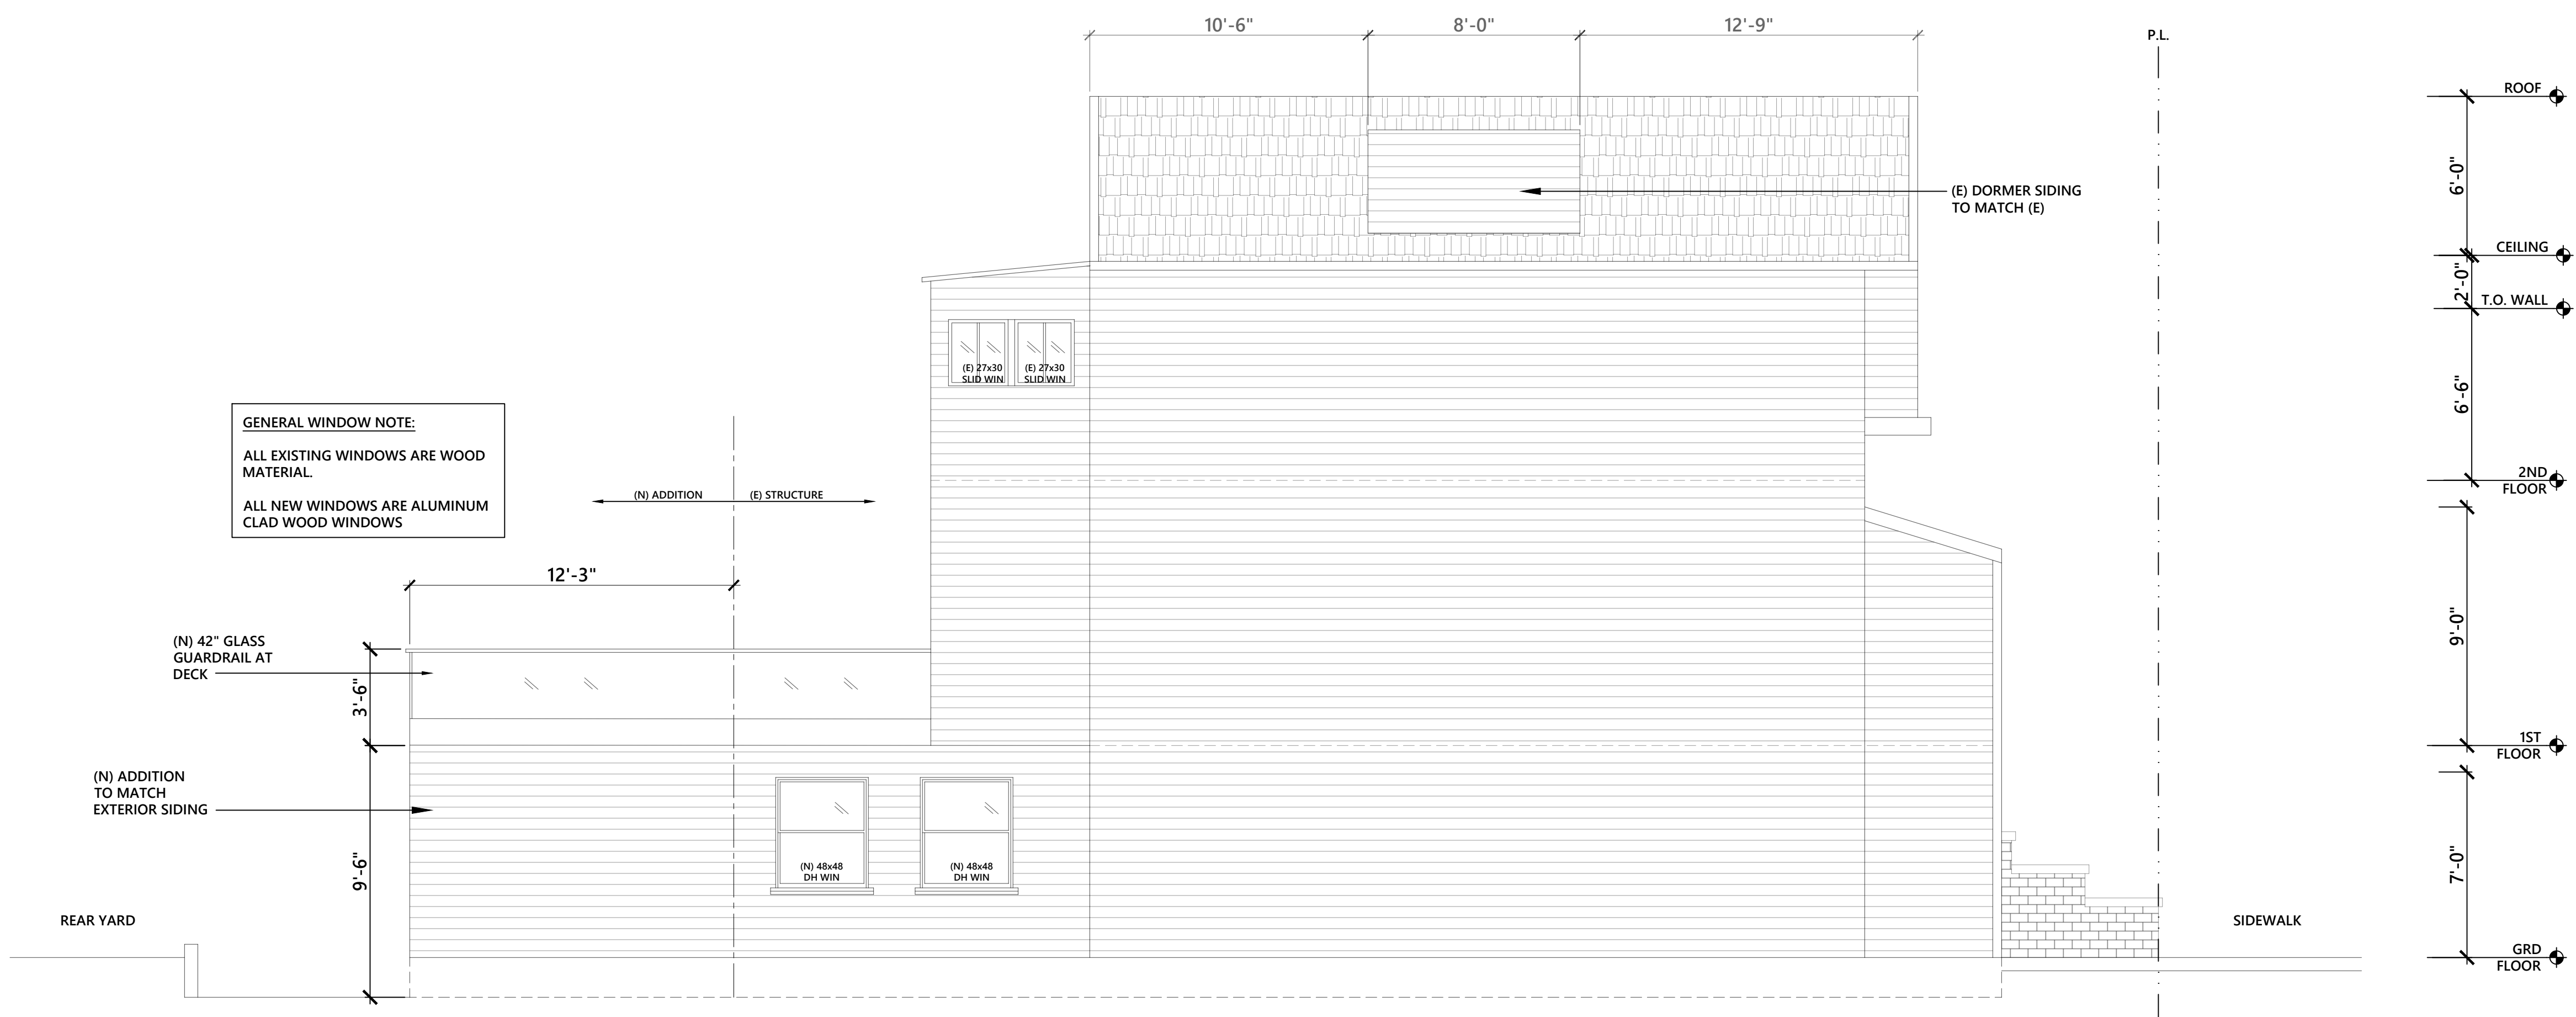 10'-6"
8'-0"
12'-9"
P.L.
ROOF
6'-0"
(E) DORMER SIDING
TO MATCH (E)
CEILING
2'-0"
T.O. WALL
(E) 27x30
SLID WIN
(E) 27x30
SLID WIN
6'-6"
GENERAL WINDOW NOTE:
ALL EXISTING WINDOWS ARE WOOD
MATERIAL.
ALL NEW WINDOWS ARE ALUMINUM
CLAD WOOD WINDOWS
2ND
FLOOR
(N) ADDITION
(E) STRUCTURE
12'-3"
(N) 42" GLASS
GUARDRAIL AT
DECK
3'-6"
9'-0"
1ST
FLOOR
(N) ADDITION
TO MATCH
EXTERIOR SIDING
9'-6"
(N) 48x48
DH WIN
(N) 48x48
DH WIN
7'-0"
REAR YARD
SIDEWALK
GRD
FLOOR